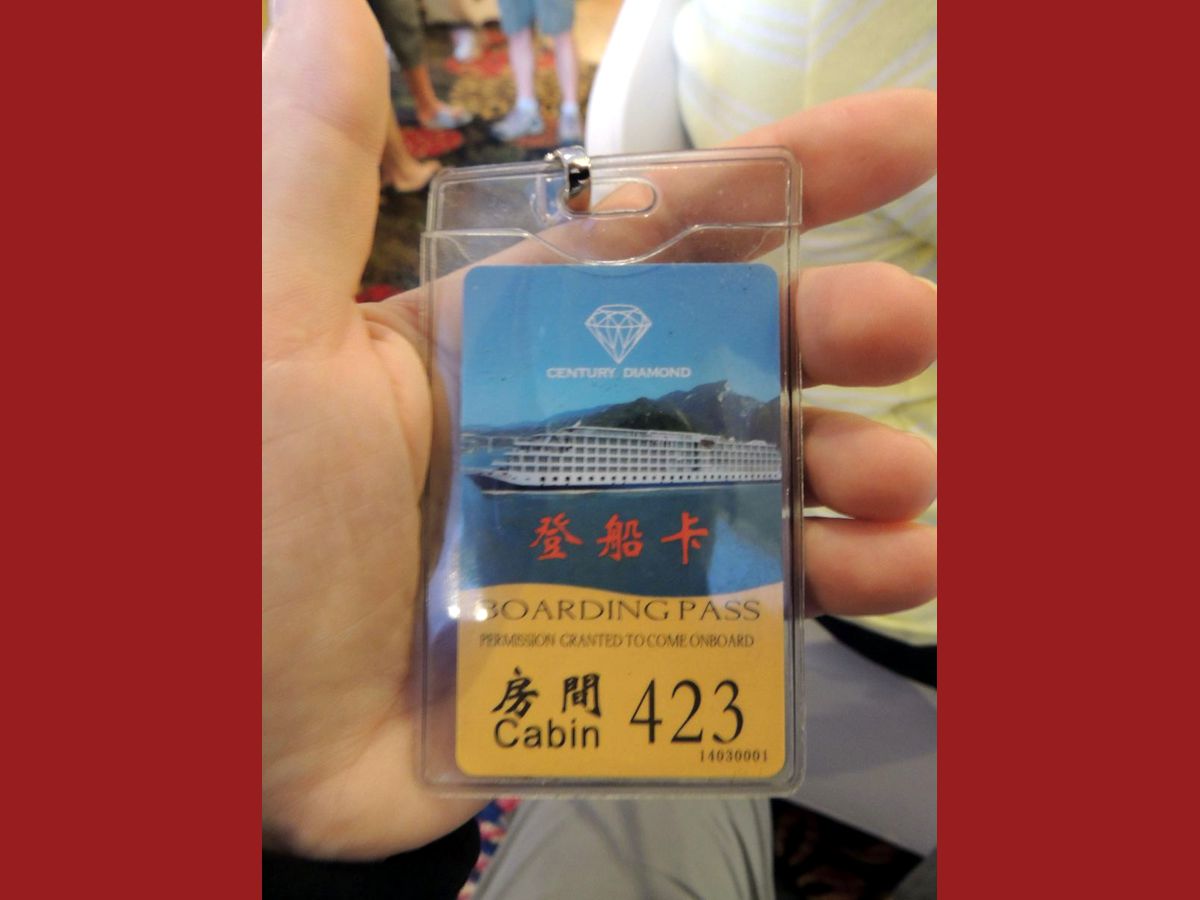 CENTURY DIAMOND
登船卡
BOARDING PASS
PERMISSION GRANTED TO COME ONBOARD
房間
Cabin 423
14030001